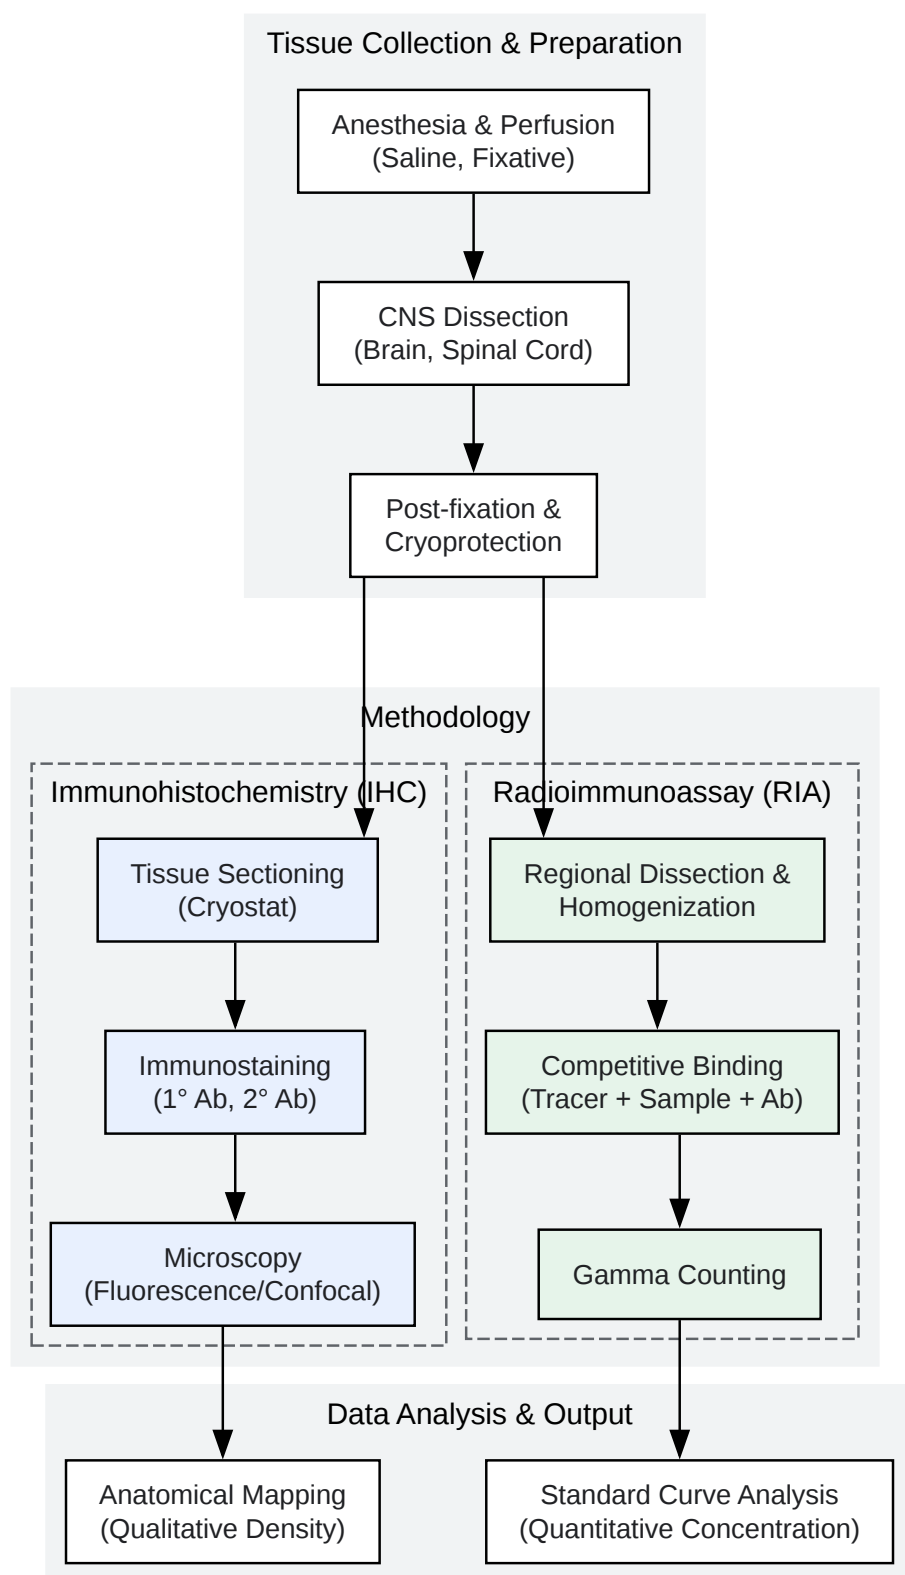 Tissue Collection & Preparation
Anesthesia & Perfusion
(Saline, Fixative)
CNS Dissection
(Brain, Spinal Cord)
Post-fixation &
Cryoprotection
Methodology
Immunohistochemistry (IHC)
Tissue Sectioning
(Cryostat)
Immunostaining
(1° Ab, 2° Ab)
Microscopy
(Fluorescence/Confocal)
Radioimmunoassay (RIA)
Regional Dissection &
Homogenization
Competitive Binding
(Tracer + Sample + Ab)
Gamma Counting
Data Analysis & Output
Anatomical Mapping
(Qualitative Density)
Standard Curve Analysis
(Quantitative Concentration)